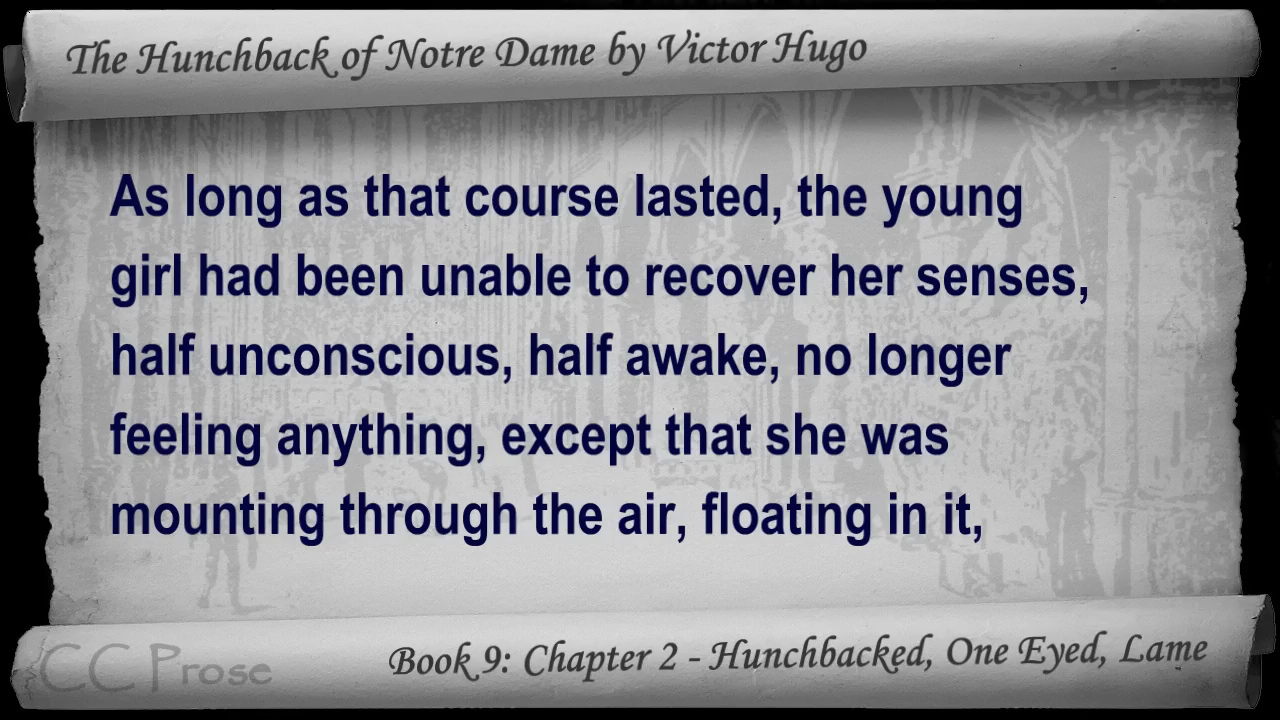 The Hunchback of Notre Dame by Victor Hugo
As long as that course lasted, the young
girl had been unable to recover her senses,
half unconscious, half awake, no longer
feeling anything, except that she was
mounting through the air, floating in it,
CC Prose
Book 9: Chapter 2 - Hunchbacked, One Eyed, Lame